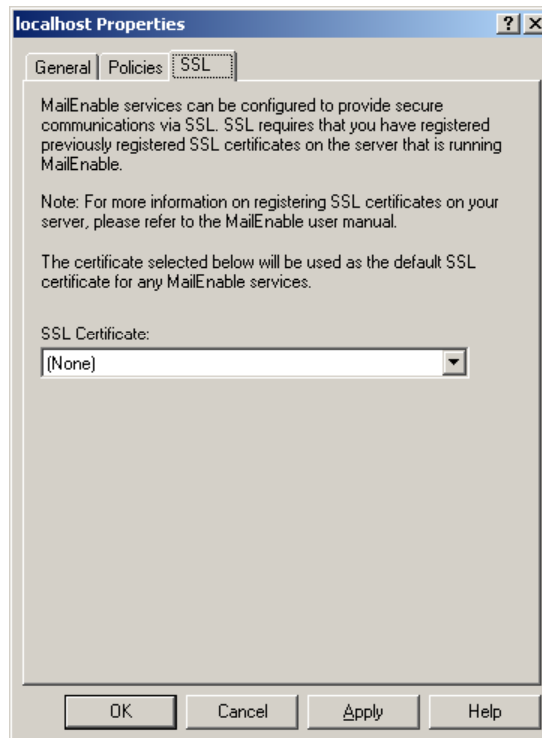 localhost Properties
General Policies SSL
MailEnable services can be configured to provide secure
communications via SSL. SSL requires that you have registered
previously registered SSL certificates on the server that is running
MailEnable.
Note: For more information on registering SSL certificates on your
server, please refer to the MailEnable user manual.
The certificate selected below will be used as the default SSL
certificate for any MailEnable services.
SSL Certificate:
(None)
OK Cancel Apply Help